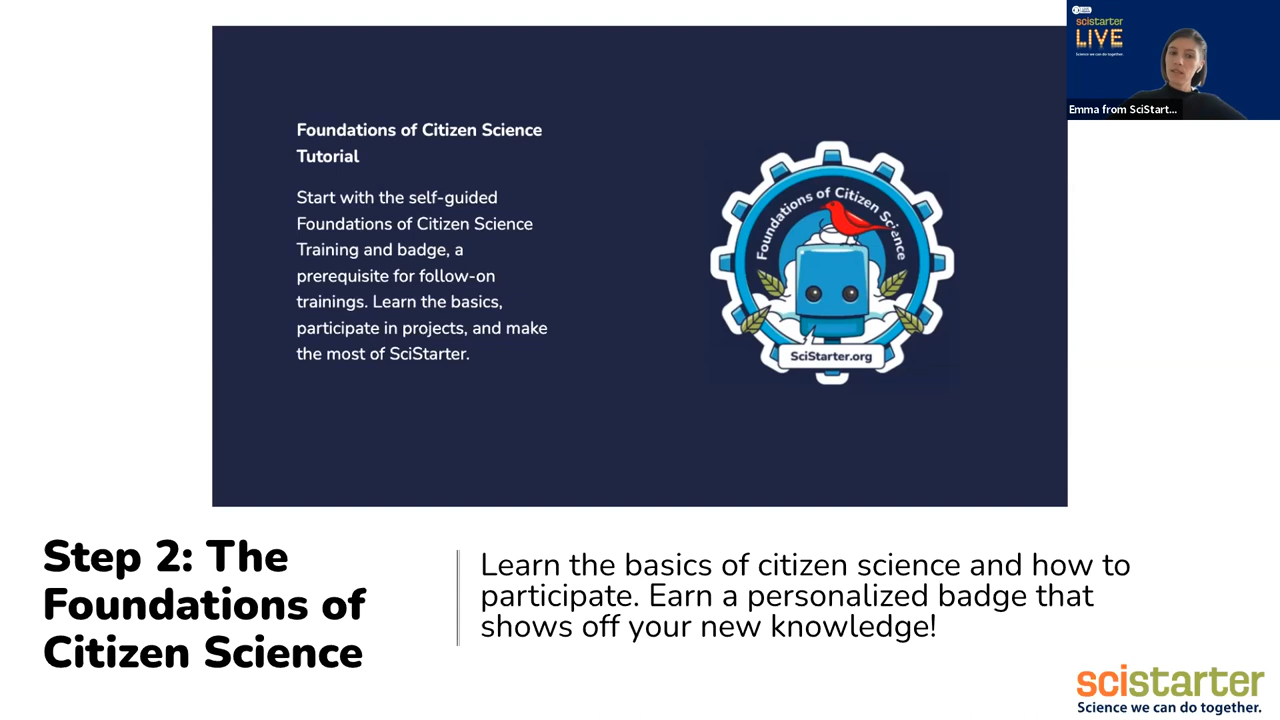 scistarter
LIVE
Science we can do together.
Emma from SciStart...
Foundations of Citizen Science
Tutorial
Start with the self-guided
Foundations of Citizen Science
Training and badge, a
prerequisite for follow-on
trainings. Learn the basics,
participate in projects, and make
the most of SciStarter.
Foundations of Citizen Science
SciStarter.org
Step 2: The
Foundations of
Citizen Science
Learn the basics of citizen science and how to
participate. Earn a personalized badge that
shows off your new knowledge!
scistarter
Science we can do together.